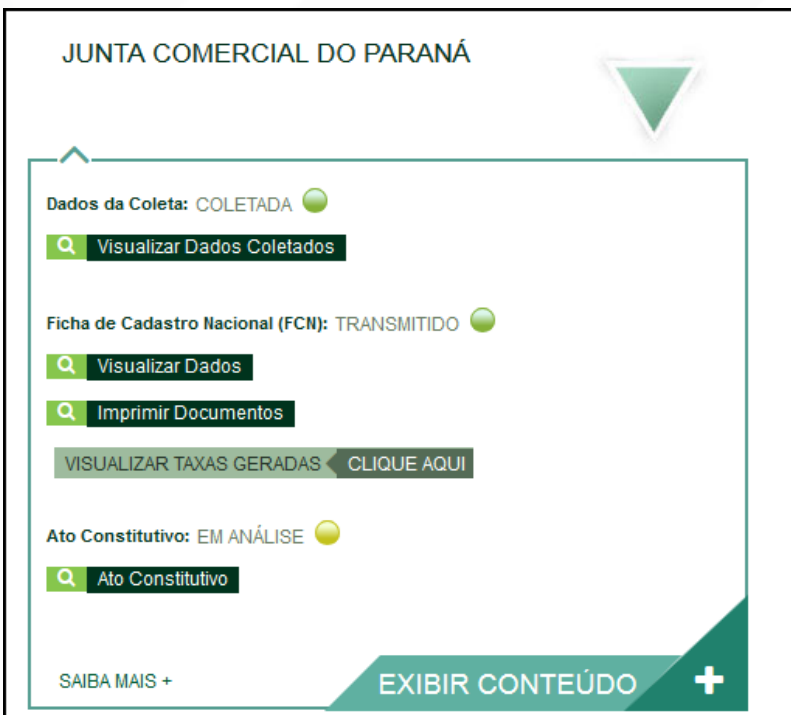 JUNTA COMERCIAL DO PARANÁ
Dados da Coleta: COLETADA
Visualizar Dados Coletados
Ficha de Cadastro Nacional (FCN): TRANSMITIDO
Visualizar Dados
Imprimir Documentos
VISUALIZAR TAXAS GERADAS CLIQUE AQUI
Ato Constitutivo: EM ANÁLISE
Ato Constitutivo
SAIBA MAIS + EXIBIR CONTEÚDO +